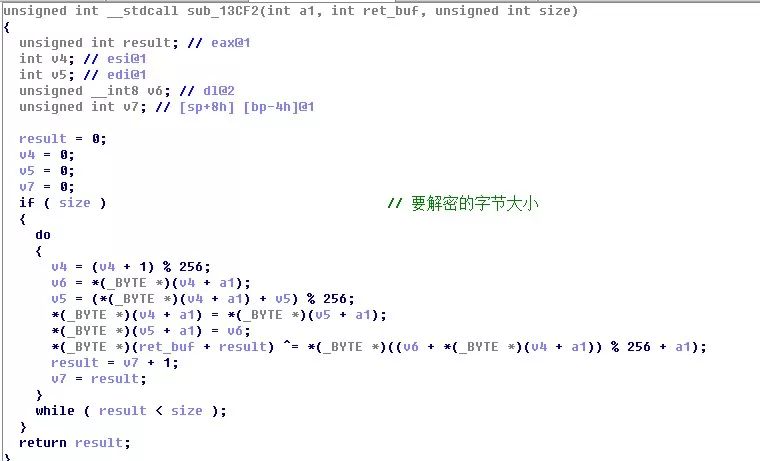 unsigned int __stdcall sub_13CF2(int a1, int ret_buf, unsigned int size)
{
  unsigned int result; // eax@1
  int v4; // esi@1
  int v5; // edi@1
  unsigned __int8 v6; // dl@2
  unsigned int v7; // [sp+8h] [bp-4h]@1

  result = 0;
  v4 = 0;
  v5 = 0;
  v7 = 0;
  if ( size )                                   // 要解密的字节大小
  {
    do
    {
      v4 = (v4 + 1) % 256;
      v6 = *(_BYTE *)(v4 + a1);
      v5 = (*(_BYTE *)(v4 + a1) + v5) % 256;
      *(_BYTE *)(v4 + a1) = *(_BYTE *)(v5 + a1);
      *(_BYTE *)(v5 + a1) = v6;
      *(_BYTE *)(ret_buf + result) ^= *(_BYTE *)((v6 + *(_BYTE *)(v4 + a1)) % 256 + a1);
      result = v7 + 1;
      v7 = result;
    }
    while ( result < size );
  }
  return result;
}